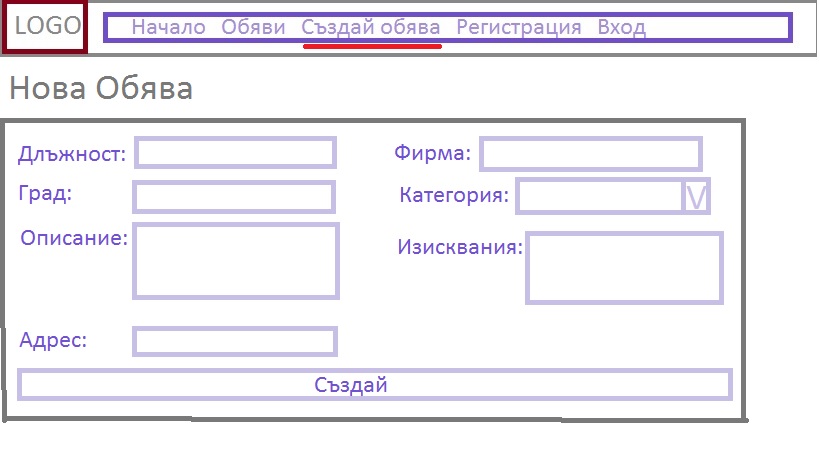 LOGO Начало Обяви Създай обява Регистрация Вход
Нова Обява
Длъжност: Фирма:
Град: Категория: V
Описание: Изисквания:
Адрес:
Създай